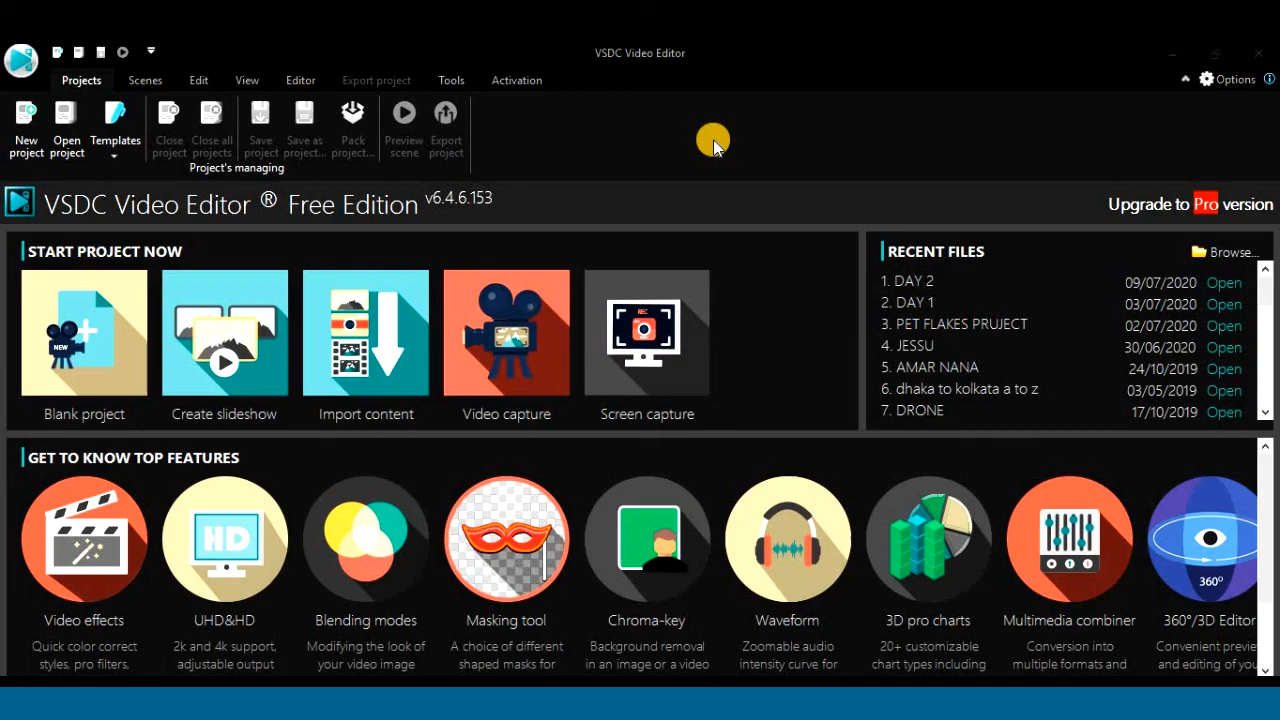 VSDC Video Editor
Projects Scenes Edit View Editor Export project Tools Activation Options
New project
Open project
Templates
Close project
Close all projects
Save project
Save as project...
Pack project...
Preview scene
Export project
Project's managing
VSDC Video Editor ® Free Edition v6.4.6.153
Upgrade to Pro version
START PROJECT NOW
NEW
REC
Blank project
Create slideshow
Import content
Video capture
Screen capture
RECENT FILES Browse...
1. DAY 2 09/07/2020 Open
2. DAY 1 03/07/2020 Open
3. PET FLAKES PRUJECT 02/07/2020 Open
4. JESSU 30/06/2020 Open
5. AMAR NANA 24/10/2019 Open
6. dhaka to kolkata a to z 03/05/2019 Open
7. DRONE 17/10/2019 Open
GET TO KNOW TOP FEATURES
HD
360°
Video effects
Quick color correct
styles, pro filters,
UHD&HD
2k and 4k support,
adjustable output
Blending modes
Modifying the look of
your video image
Masking tool
A choice of different
shaped masks for
Chroma-key
Background removal
in an image or a video
Waveform
Zoomable audio
intensity curve for
3D pro charts
20+ customizable
chart types including
Multimedia combiner
Conversion into
multiple formats and
360°/3D Editor
Convenient previe
and editing of you